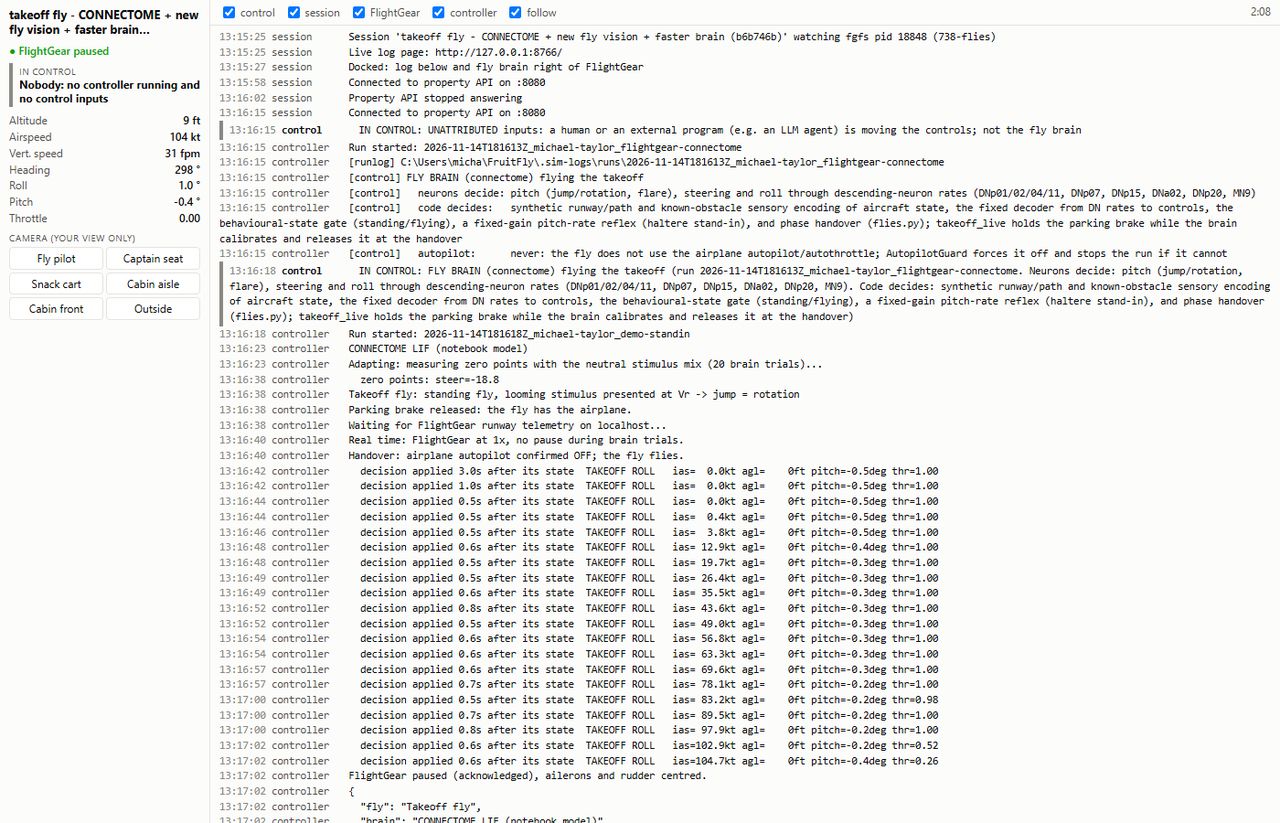 takeoff fly - CONNECTOME + new
fly vision + faster brain...
● FlightGear paused
IN CONTROL
Nobody: no controller running and
no control inputs
Altitude 9 ft
Airspeed 104 kt
Vert. speed 31 fpm
Heading 298 °
Roll 1.0 °
Pitch -0.4 °
Throttle 0.00
CAMERA (YOUR VIEW ONLY)
Fly pilot Captain seat
Snack cart Cabin aisle
Cabin front Outside
control session FlightGear controller follow 2:08
13:15:25 session Session 'takeoff fly - CONNECTOME + new fly vision + faster brain (b6b746b)' watching fgfs pid 18848 (738-flies)
13:15:25 session Live log page: http://127.0.0.1:8766/
13:15:27 session Docked: log below and fly brain right of FlightGear
13:15:58 session Connected to property API on :8080
13:16:02 session Property API stopped answering
13:16:15 session Connected to property API on :8080
13:16:15 control IN CONTROL: UNATTRIBUTED inputs: a human or an external program (e.g. an LLM agent) is moving the controls; not the fly brain
13:16:15 controller Run started: 2026-11-14T181613Z_michael-taylor_flightgear-connectome
13:16:15 controller [runlog] C:\Users\micha\FruitFly\.sim-logs\runs\2026-11-14T181613Z_michael-taylor_flightgear-connectome
13:16:15 controller [control] FLY BRAIN (connectome) flying the takeoff
13:16:15 controller [control] neurons decide: pitch (jump/rotation, flare), steering and roll through descending-neuron rates (DNp01/02/04/11, DNp07, DNp15, DNa02, DNp20, MN9)
13:16:15 controller [control] code decides: synthetic runway/path and known-obstacle sensory encoding of aircraft state, the fixed decoder from DN rates to controls, the
behavioural-state gate (standing/flying), a fixed-gain pitch-rate reflex (haltere stand-in), and phase handover (flies.py); takeoff_live holds the parking brake while the brain
calibrates and releases it at the handover
13:16:15 controller [control] autopilot: never: the fly does not use the airplane autopilot/autothrottle; AutopilotGuard forces it off and stops the run if it cannot
13:16:18 control IN CONTROL: FLY BRAIN (connectome) flying the takeoff (run 2026-11-14T181613Z_michael-taylor_flightgear-connectome. Neurons decide: pitch (jump/rotation,
flare), steering and roll through descending-neuron rates (DNp01/02/04/11, DNp07, DNp15, DNa02, DNp20, MN9). Code decides: synthetic runway/path and known-obstacle sensory encoding
of aircraft state, the fixed decoder from DN rates to controls, the behavioural-state gate (standing/flying), a fixed-gain pitch-rate reflex (haltere stand-in), and phase handover
(flies.py); takeoff_live holds the parking brake while the brain calibrates and releases it at the handover)
13:16:18 controller Run started: 2026-11-14T181618Z_michael-taylor_demo-standin
13:16:23 controller CONNECTOME LIF (notebook model)
13:16:23 controller Adapting: measuring zero points with the neutral stimulus mix (20 brain trials)...
13:16:38 controller zero points: steer=-18.8
13:16:38 controller Takeoff fly: standing fly, looming stimulus presented at Vr -> jump = rotation
13:16:38 controller Parking brake released: the fly has the airplane.
13:16:38 controller Waiting for FlightGear runway telemetry on localhost...
13:16:40 controller Real time: FlightGear at 1x, no pause during brain trials.
13:16:40 controller Handover: airplane autopilot confirmed OFF; the fly flies.
13:16:42 controller decision applied 3.0s after its state TAKEOFF ROLL ias= 0.0kt agl= 0ft pitch=-0.5deg thr=1.00
13:16:42 controller decision applied 1.0s after its state TAKEOFF ROLL ias= 0.0kt agl= 0ft pitch=-0.5deg thr=1.00
13:16:44 controller decision applied 0.5s after its state TAKEOFF ROLL ias= 0.0kt agl= 0ft pitch=-0.5deg thr=1.00
13:16:44 controller decision applied 0.5s after its state TAKEOFF ROLL ias= 0.4kt agl= 0ft pitch=-0.5deg thr=1.00
13:16:46 controller decision applied 0.5s after its state TAKEOFF ROLL ias= 3.8kt agl= 0ft pitch=-0.5deg thr=1.00
13:16:48 controller decision applied 0.6s after its state TAKEOFF ROLL ias= 12.9kt agl= 0ft pitch=-0.4deg thr=1.00
13:16:48 controller decision applied 0.5s after its state TAKEOFF ROLL ias= 19.7kt agl= 0ft pitch=-0.3deg thr=1.00
13:16:49 controller decision applied 0.5s after its state TAKEOFF ROLL ias= 26.4kt agl= 0ft pitch=-0.3deg thr=1.00
13:16:49 controller decision applied 0.6s after its state TAKEOFF ROLL ias= 35.5kt agl= 0ft pitch=-0.3deg thr=1.00
13:16:52 controller decision applied 0.8s after its state TAKEOFF ROLL ias= 43.6kt agl= 0ft pitch=-0.3deg thr=1.00
13:16:52 controller decision applied 0.5s after its state TAKEOFF ROLL ias= 49.0kt agl= 0ft pitch=-0.3deg thr=1.00
13:16:54 controller decision applied 0.6s after its state TAKEOFF ROLL ias= 56.8kt agl= 0ft pitch=-0.3deg thr=1.00
13:16:54 controller decision applied 0.6s after its state TAKEOFF ROLL ias= 63.3kt agl= 0ft pitch=-0.3deg thr=1.00
13:16:57 controller decision applied 0.6s after its state TAKEOFF ROLL ias= 69.6kt agl= 0ft pitch=-0.3deg thr=1.00
13:16:57 controller decision applied 0.7s after its state TAKEOFF ROLL ias= 78.1kt agl= 0ft pitch=-0.2deg thr=1.00
13:17:00 controller decision applied 0.5s after its state TAKEOFF ROLL ias= 83.2kt agl= 0ft pitch=-0.2deg thr=0.98
13:17:00 controller decision applied 0.7s after its state TAKEOFF ROLL ias= 89.5kt agl= 0ft pitch=-0.2deg thr=1.00
13:17:00 controller decision applied 0.8s after its state TAKEOFF ROLL ias= 97.9kt agl= 0ft pitch=-0.2deg thr=1.00
13:17:02 controller decision applied 0.6s after its state TAKEOFF ROLL ias=102.9kt agl= 0ft pitch=-0.2deg thr=0.52
13:17:02 controller decision applied 0.6s after its state TAKEOFF ROLL ias=104.7kt agl= 0ft pitch=-0.4deg thr=0.26
13:17:02 controller FlightGear paused (acknowledged), ailerons and rudder centred.
13:17:02 controller {
13:17:02 controller "fly": "Takeoff fly",
13:17:02 controller "brain": "CONNECTOME LIF (notebook model)"